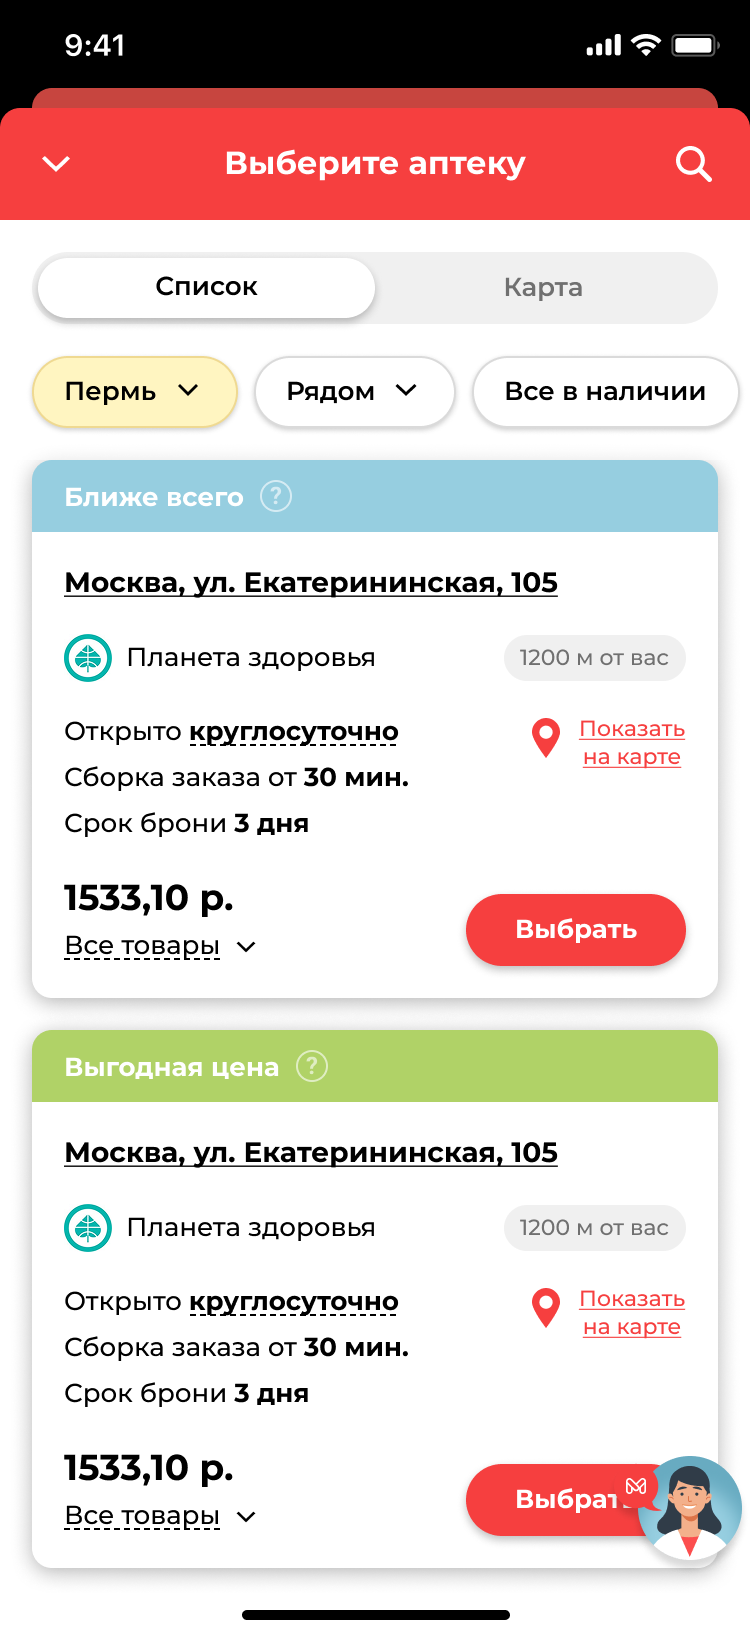 9:41
Выберите аптеку
Список
Карта
Пермь
Рядом
Все в наличии
Ближе всего ?
Москва, ул. Екатерининская, 105
Планета здоровья
1200 м от вас
Открыто круглосуточно
Показать
на карте
Сборка заказа от 30 мин.
Срок брони 3 дня
1533,10 р.
Все товары
Выбрать
Выгодная цена ?
Москва, ул. Екатерининская, 105
Планета здоровья
1200 м от вас
Открыто круглосуточно
Показать
на карте
Сборка заказа от 30 мин.
Срок брони 3 дня
1533,10 р.
Все товары
Выбрать